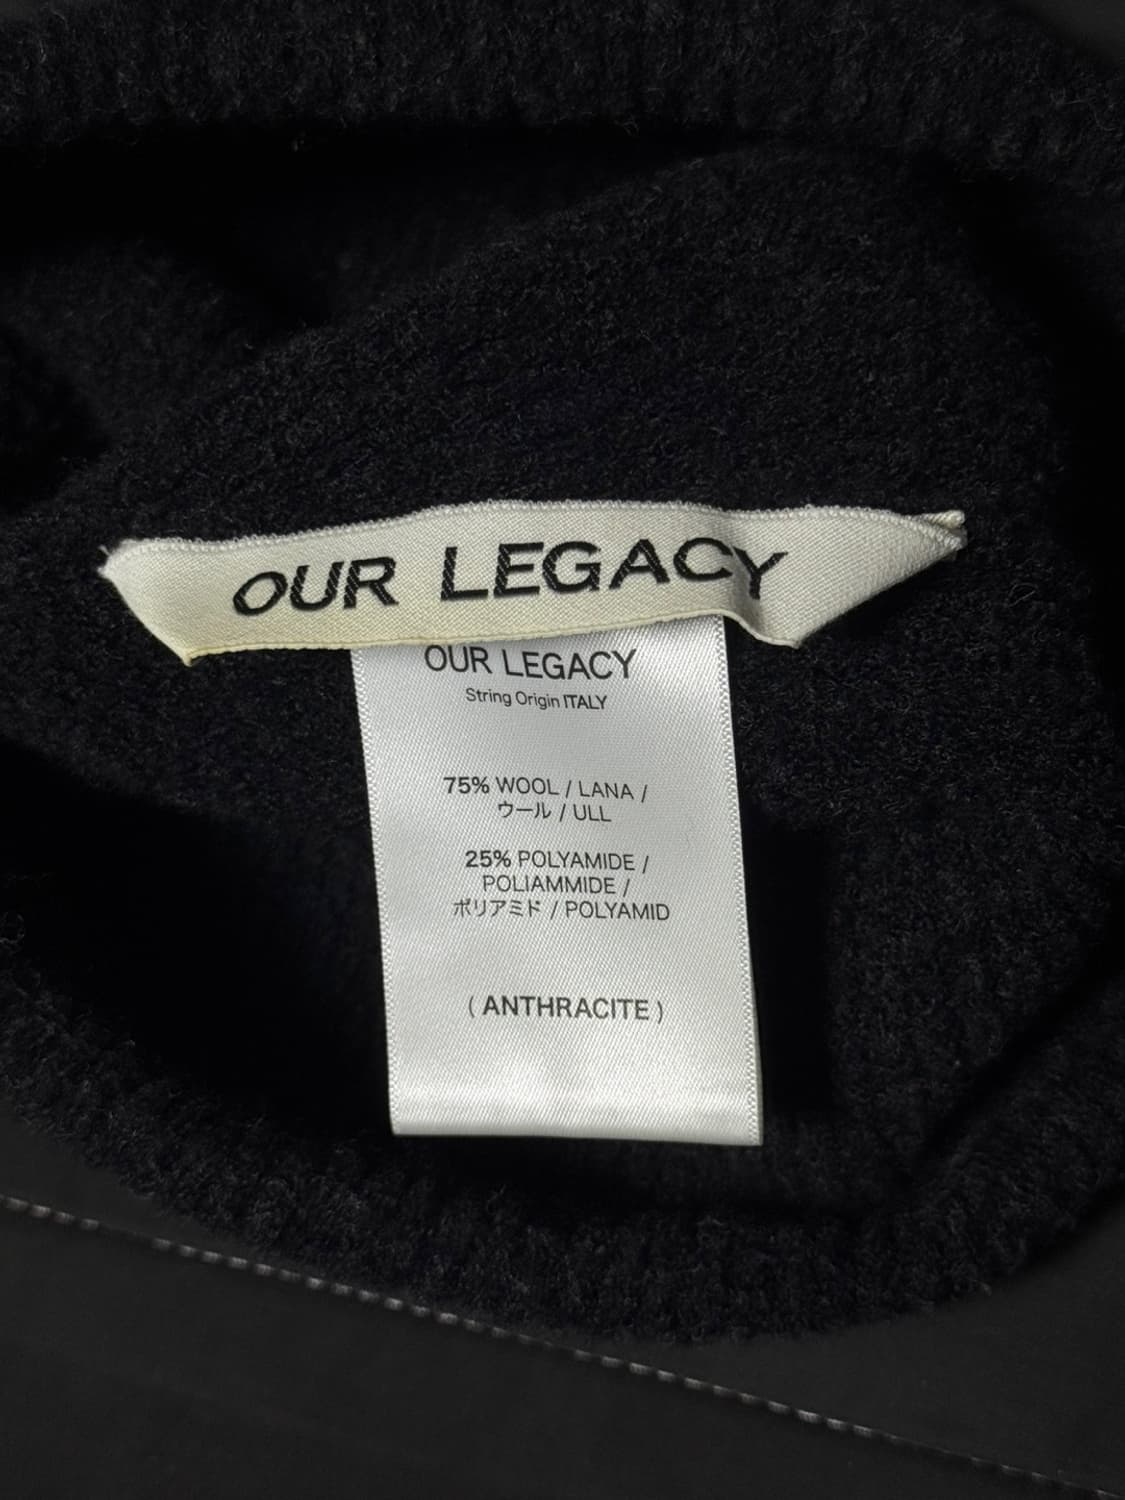 OUR LEGACY
OUR LEGACY
String Origin ITALY
75% WOOL / LANA /
ウール / ULL
25% POLYAMIDE /
POLIAMMIDE /
ポリアミド / POLYAMID
( ANTHRACITE )